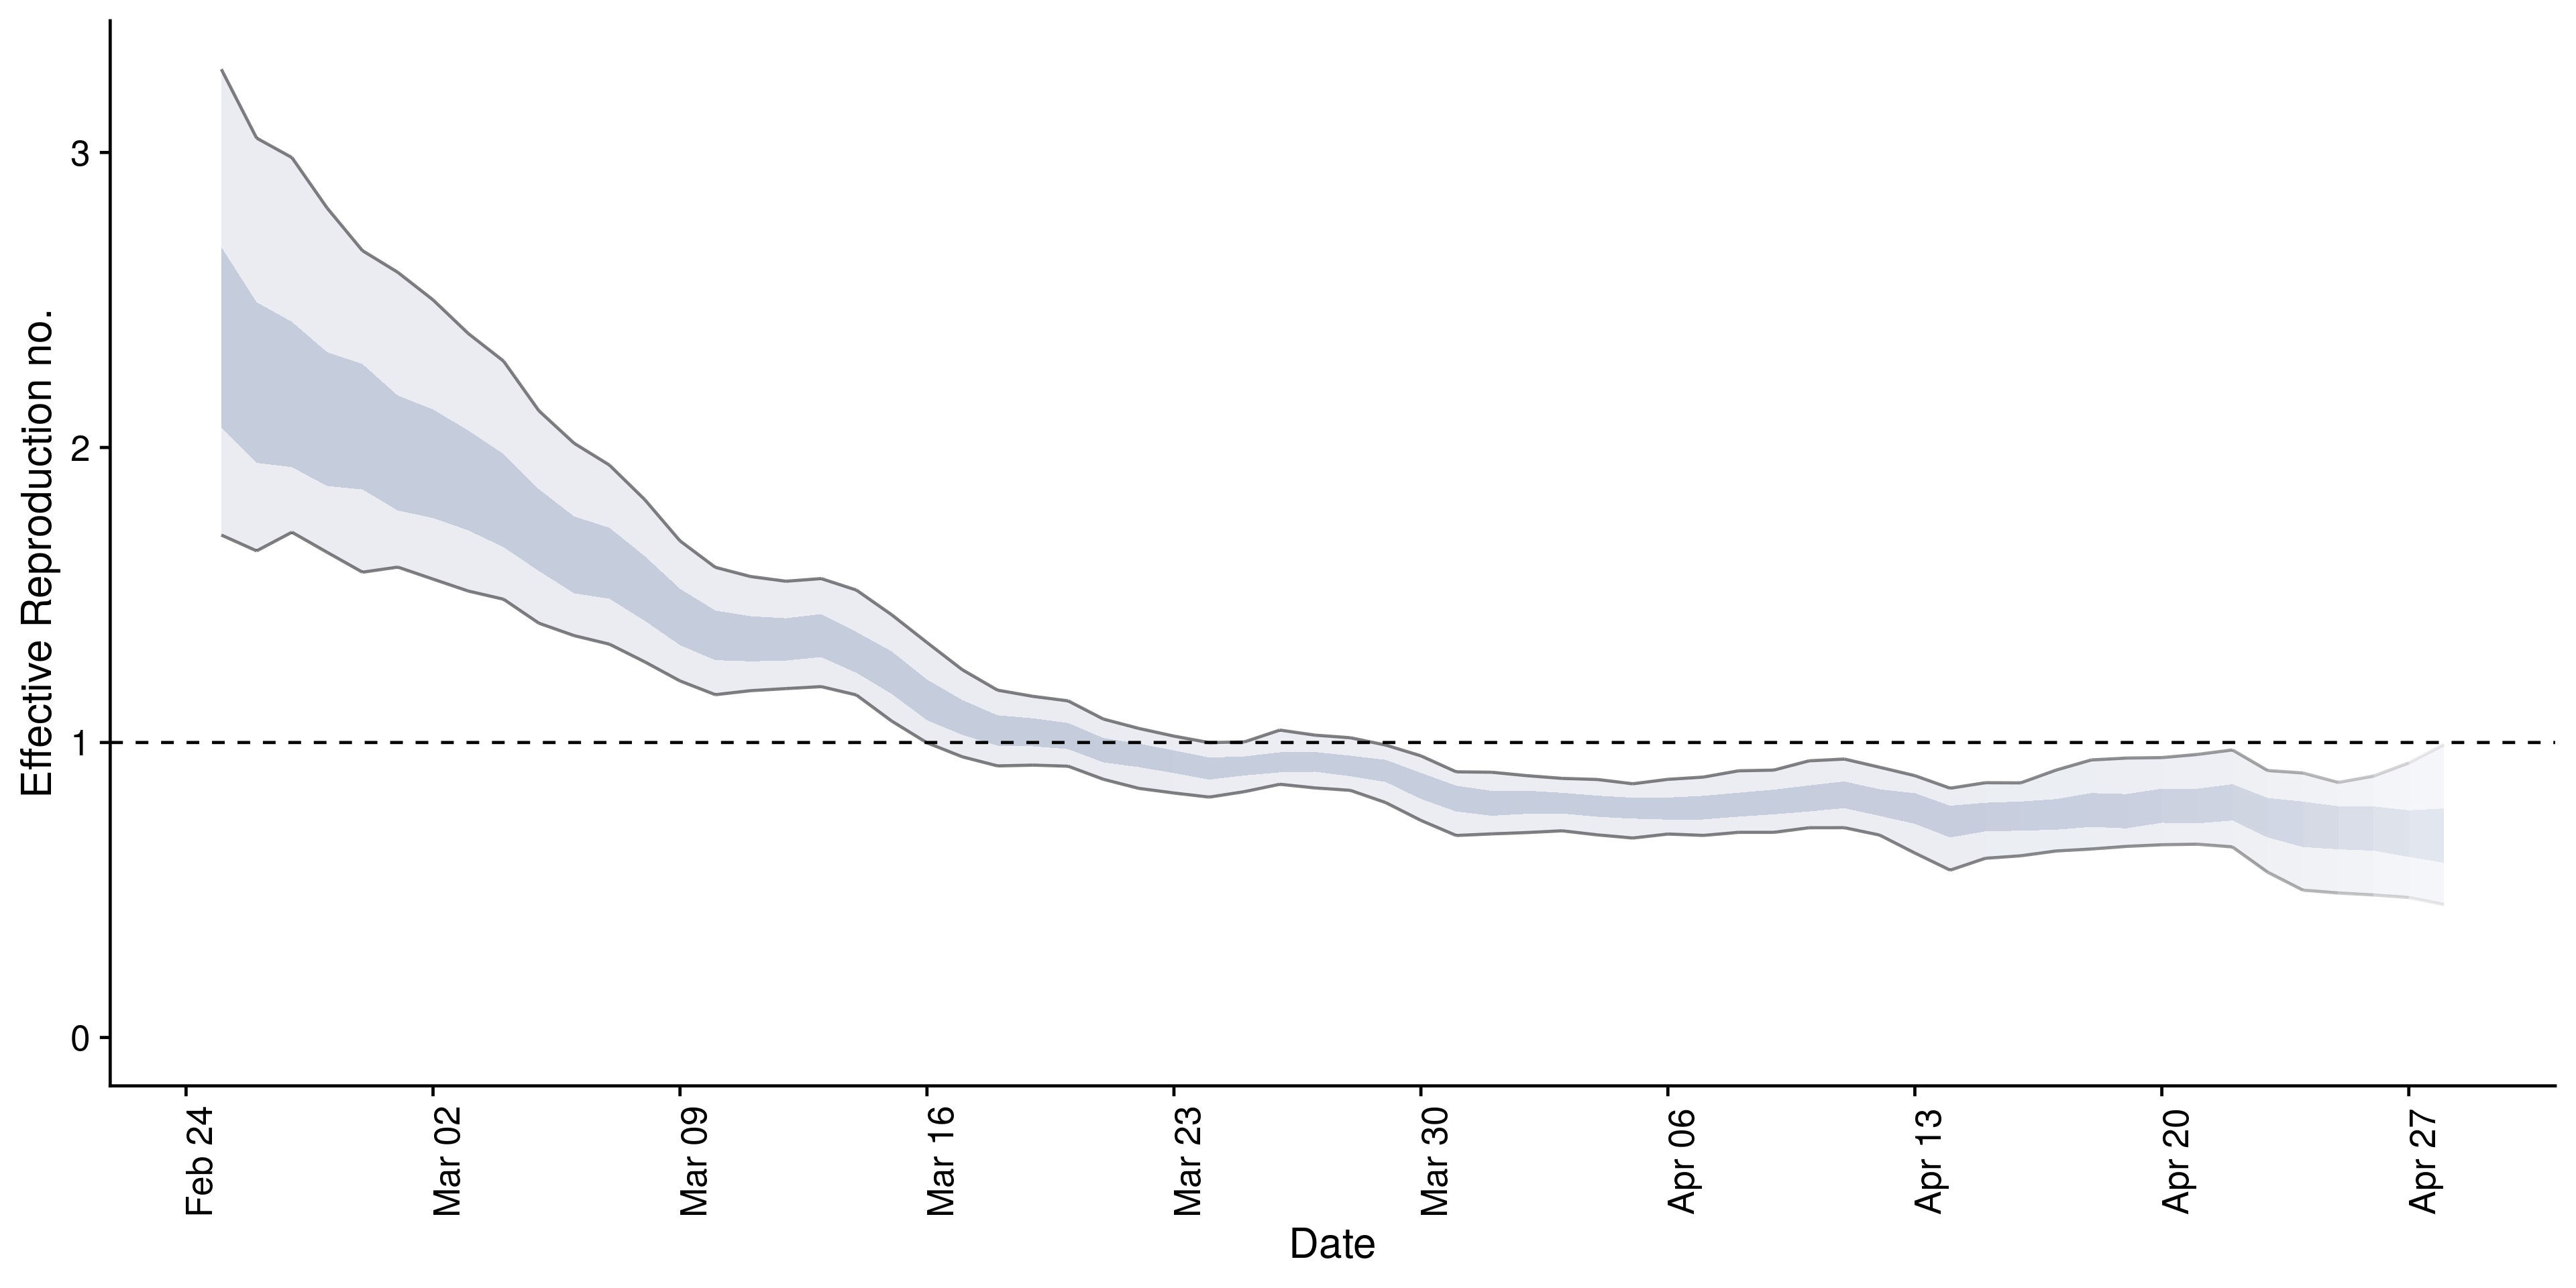 Effective Reproduction no.
3
2
1
0
Feb 24
Mar 02
Mar 09
Mar 16
Mar 23
Mar 30
Apr 06
Apr 13
Apr 20
Apr 27
Date